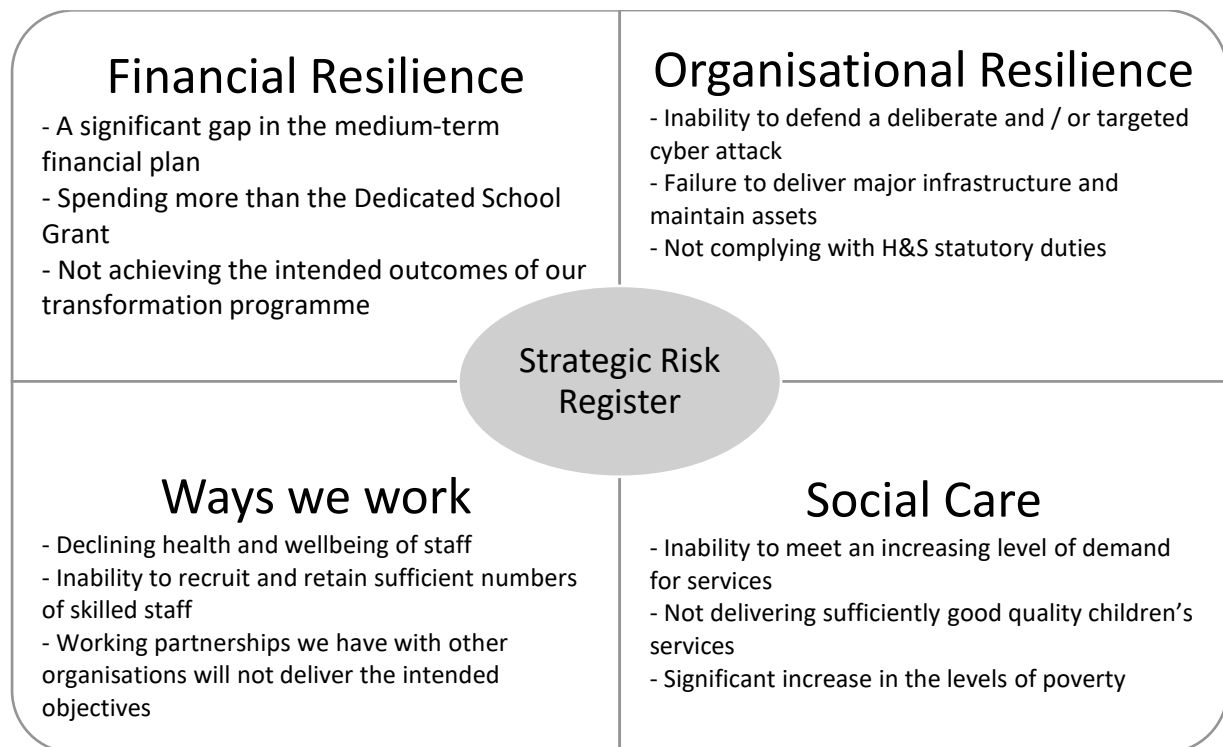 Financial Resilience
- A significant gap in the medium-term
financial plan
- Spending more than the Dedicated School
Grant
- Not achieving the intended outcomes of our
transformation programme
Organisational Resilience
- Inability to defend a deliberate and / or targeted
cyber attack
- Failure to deliver major infrastructure and
maintain assets
- Not complying with H&S statutory duties
Strategic Risk
Register
Ways we work
- Declining health and wellbeing of staff
- Inability to recruit and retain sufficient numbers
of skilled staff
- Working partnerships we have with other
organisations will not deliver the intended
objectives
Social Care
- Inability to meet an increasing level of demand
for services
- Not delivering sufficiently good quality children’s
services
- Significant increase in the levels of poverty